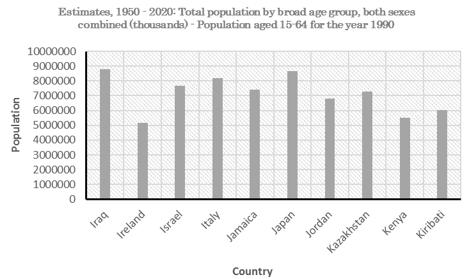 Estimates, 1950 - 2020: Total population by broad age group, both sexes
combined (thousands) - Population aged 15-64 for the year 1990
10000000
9000000
8000000
7000000
6000000
5000000
4000000
3000000
2000000
1000000
0
Population
Iraq
Ireland
Israel
Italy
Jamaica
Japan
Jordan
Kazakhstan
Kenya
Kiribati
Country